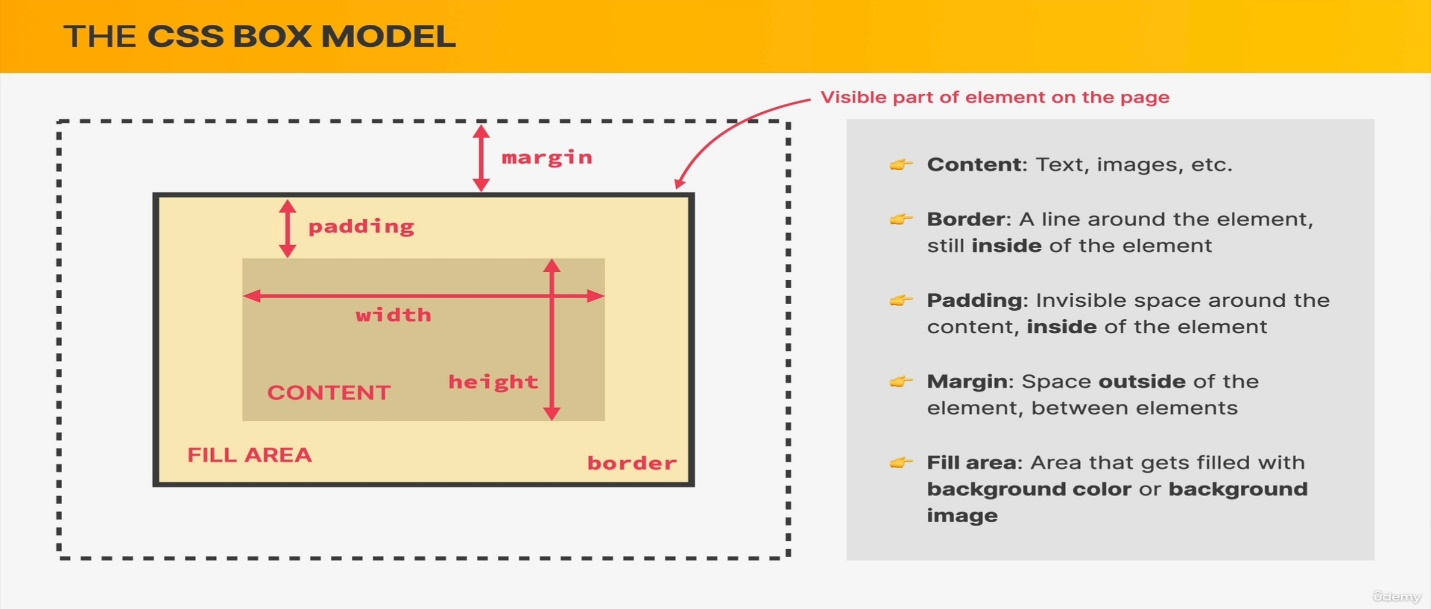 THE CSS BOX MODEL
Visible part of element on the page
margin
padding
width
height
CONTENT
FILL AREA
border
Content: Text, images, etc.
Border: A line around the element,
still inside of the element
Padding: Invisible space around the
content, inside of the element
Margin: Space outside of the
element, between elements
Fill area: Area that gets filled with
background color or background
image
ûdemy